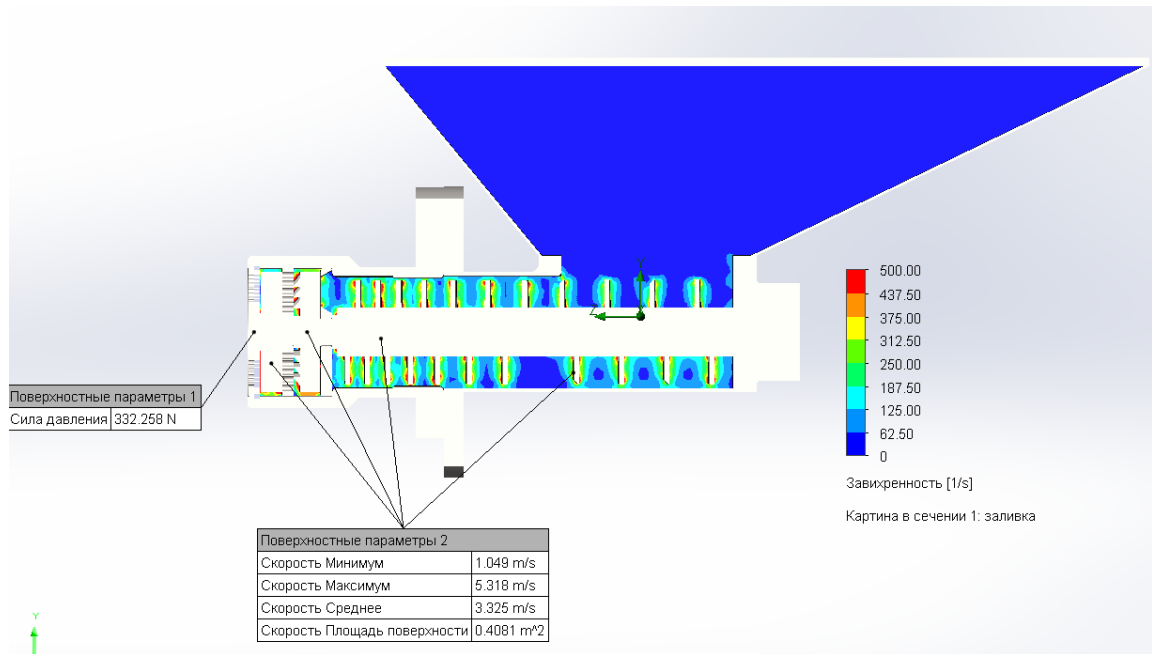 Y
Z
500.00
437.50
375.00
312.50
250.00
187.50
125.00
62.50
0
Завихренность [1/s]
Картина в сечении 1: заливка
Поверхностные параметры 1
Сила давления 332.258 N
Поверхностные параметры 2
Скорость Минимум 1.049 m/s
Скорость Максимум 5.318 m/s
Скорость Среднее 3.325 m/s
Скорость Площадь поверхности 0.4081 m^2
Y